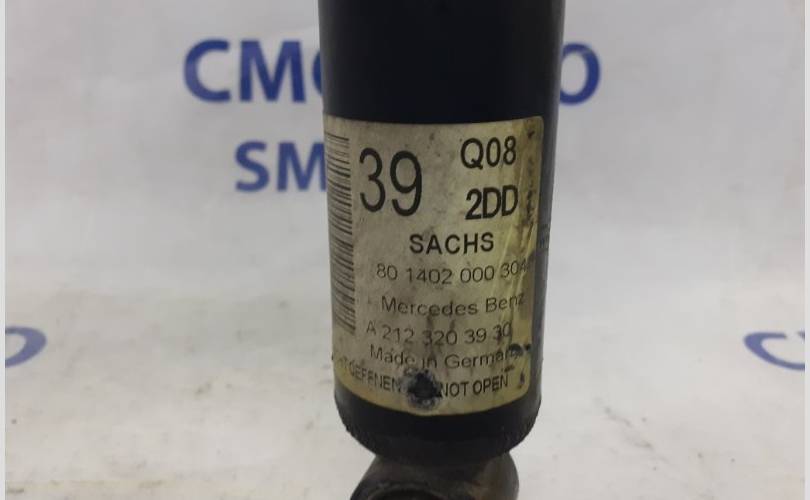 39 Q08
2DD
SACHS
80 1402 000 304
Mercedes Benz
A 212 320 39 30
Made in Germany
OEFFNEN NOT OPEN
CMC O
SM
O